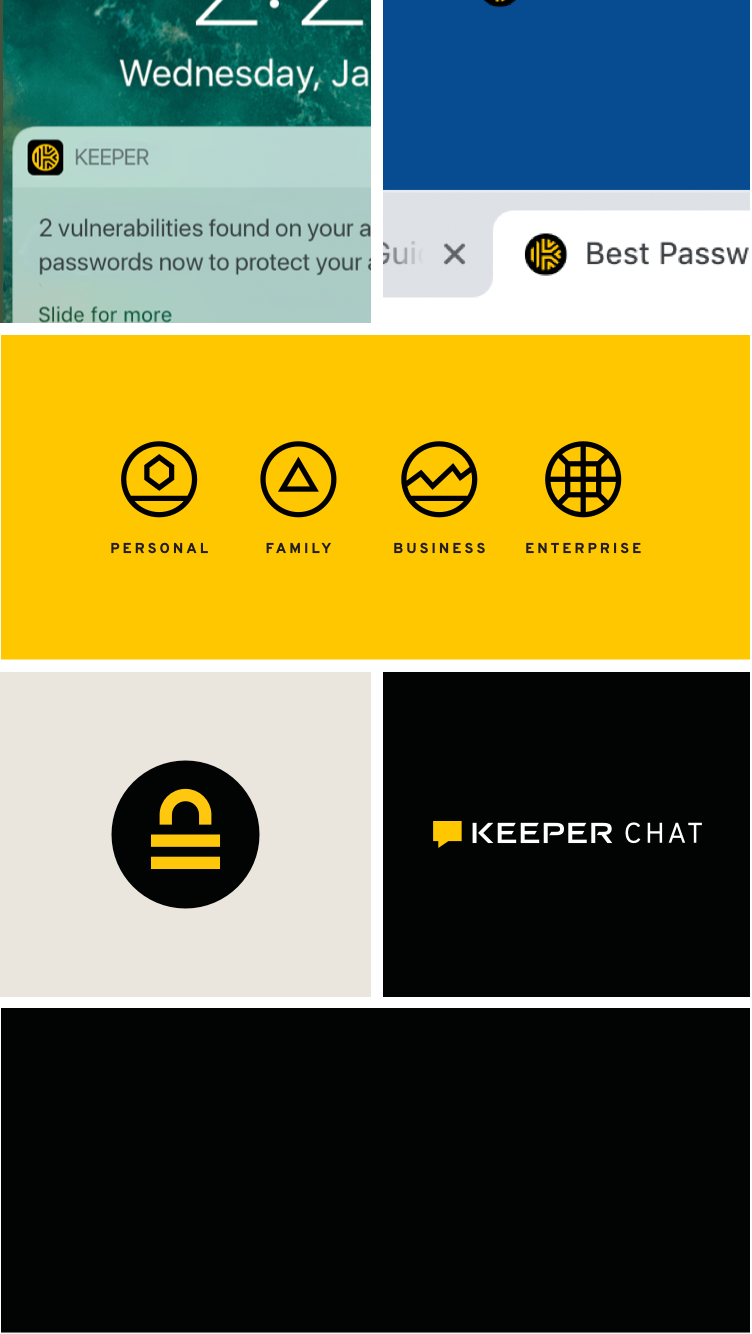 Wednesday, Ja
KEEPER
2 vulnerabilities found on your a
passwords now to protect your a
Slide for more
Gui
Best Passw
PERSONAL
FAMILY
BUSINESS
ENTERPRISE
KEEPER CHAT